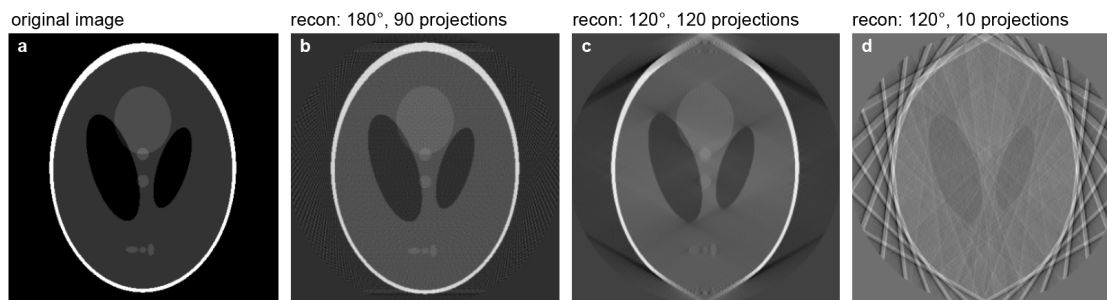 original image
recon: 180°, 90 projections
recon: 120°, 120 projections
recon: 120°, 10 projections
a
b
c
d